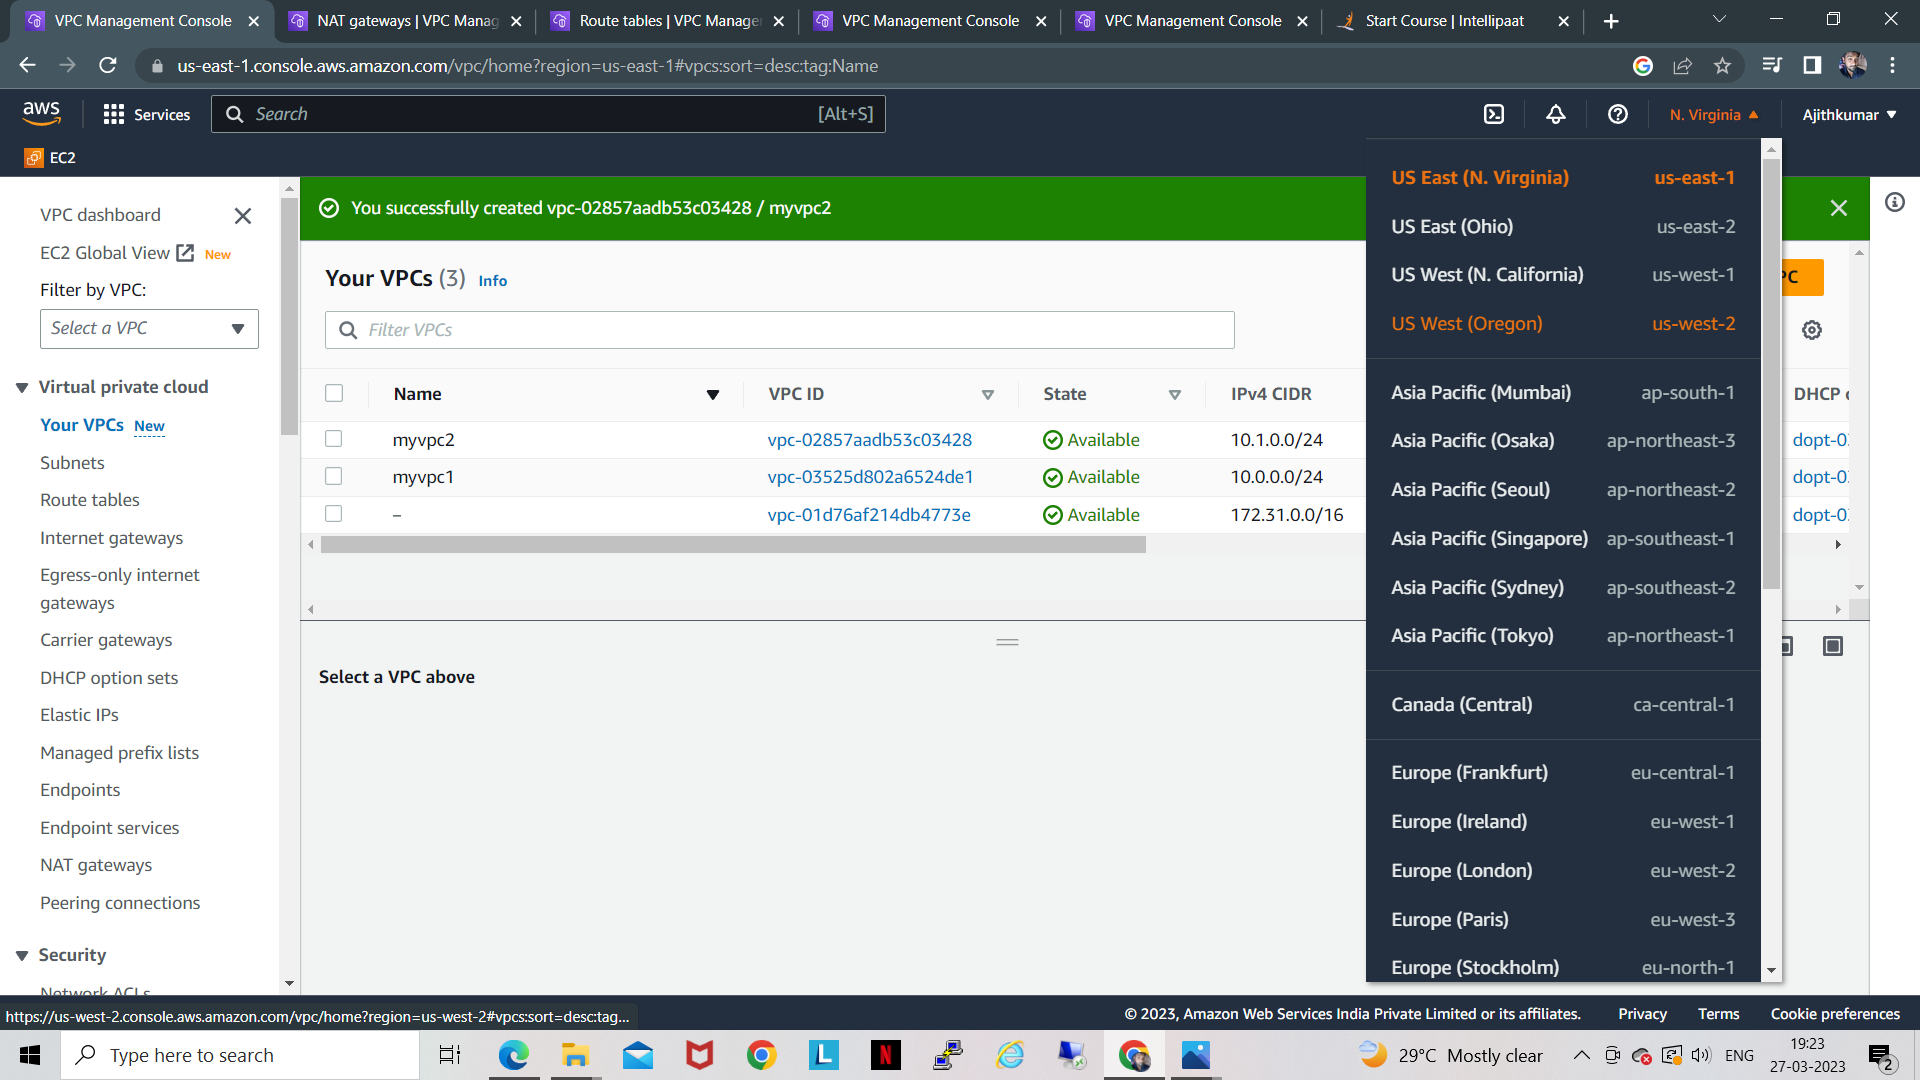 VPC Management Console
NAT gateways | VPC Manag
Route tables | VPC Manage
VPC Management Console
VPC Management Console
Start Course | Intellipaat
us-east-1.console.aws.amazon.com/vpc/home?region=us-east-1#vpcs:sort=desc:tag:Name
aws
Services
Search
[Alt+S]
N. Virginia
Ajithkumar
EC2
VPC dashboard
EC2 Global View New
Filter by VPC:
Select a VPC
Virtual private cloud
Your VPCs New
Subnets
Route tables
Internet gateways
Egress-only internet
gateways
Carrier gateways
DHCP option sets
Elastic IPs
Managed prefix lists
Endpoints
Endpoint services
NAT gateways
Peering connections
Security
Network ACLs
You successfully created vpc-02857aadb53c03428 / myvpc2
Your VPCs (3) Info
PC
Filter VPCs
Name VPC ID State IPv4 CIDR DHCP
myvpc2 vpc-02857aadb53c03428 Available 10.1.0.0/24 dopt-0
myvpc1 vpc-03525d802a6524de1 Available 10.0.0.0/24 dopt-0
– vpc-01d76af214db4773e Available 172.31.0.0/16 dopt-0
Select a VPC above
US East (N. Virginia) us-east-1
US East (Ohio) us-east-2
US West (N. California) us-west-1
US West (Oregon) us-west-2
Asia Pacific (Mumbai) ap-south-1
Asia Pacific (Osaka) ap-northeast-3
Asia Pacific (Seoul) ap-northeast-2
Asia Pacific (Singapore) ap-southeast-1
Asia Pacific (Sydney) ap-southeast-2
Asia Pacific (Tokyo) ap-northeast-1
Canada (Central) ca-central-1
Europe (Frankfurt) eu-central-1
Europe (Ireland) eu-west-1
Europe (London) eu-west-2
Europe (Paris) eu-west-3
Europe (Stockholm) eu-north-1
https://us-west-2.console.aws.amazon.com/vpc/home?region=us-west-2#vpcs:sort=desc:tag...
© 2023, Amazon Web Services India Private Limited or its affiliates. Privacy Terms Cookie preferences
Type here to search
L
N
29°C Mostly clear
ENG
19:23
27-03-2023
2